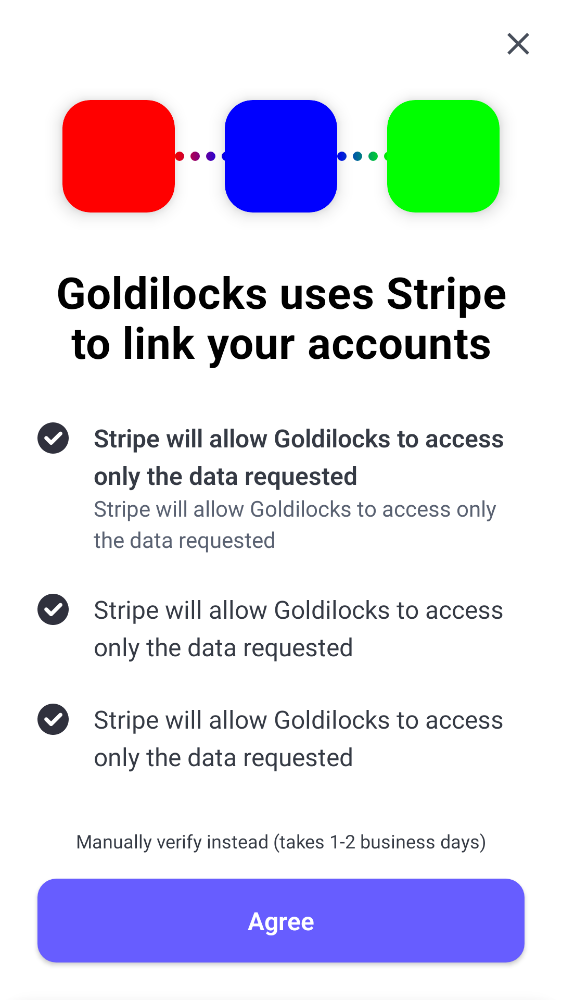 Goldilocks uses Stripe
to link your accounts
Stripe will allow Goldilocks to access
only the data requested
Stripe will allow Goldilocks to access only
the data requested
Stripe will allow Goldilocks to access
only the data requested
Stripe will allow Goldilocks to access
only the data requested
Manually verify instead (takes 1-2 business days)
Agree